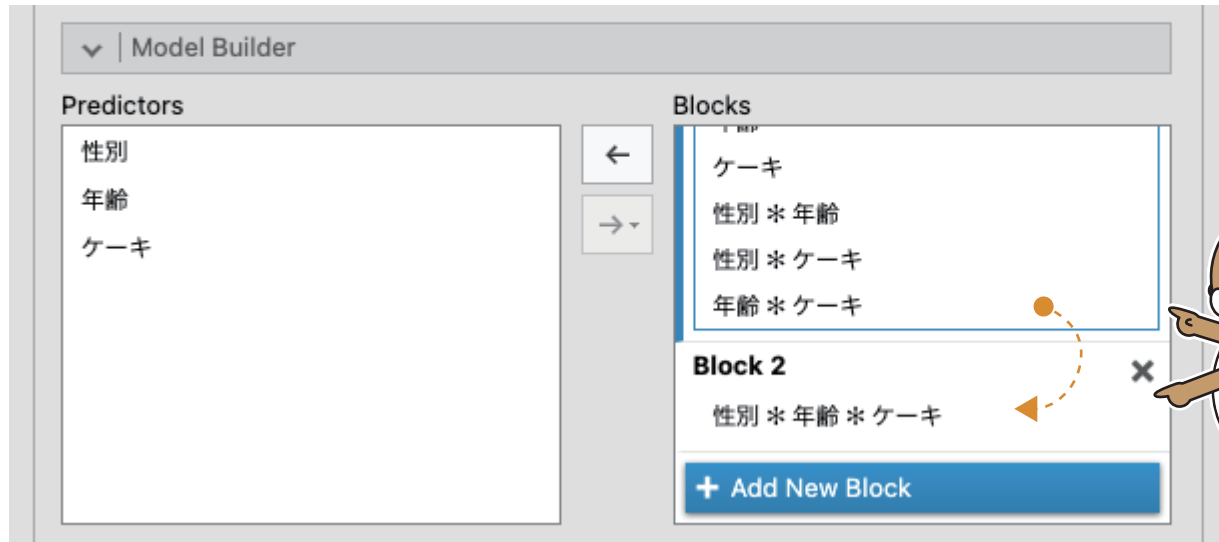 Model Builder
Predictors
性別
年齢
ケーキ
Blocks
ケーキ
性別 ＊ 年齢
性別 ＊ ケーキ
年齢 ＊ ケーキ
Block 2
性別 ＊ 年齢 ＊ ケーキ
+ Add New Block